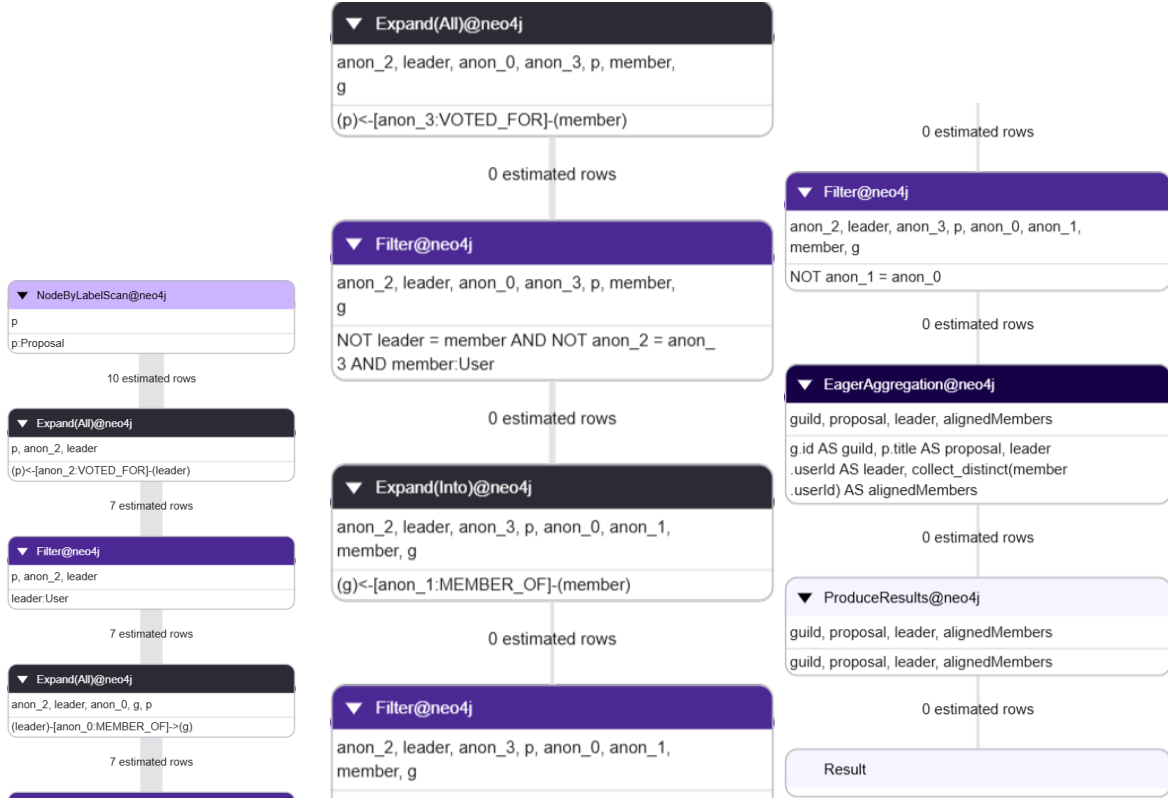 NodeByLabelScan@neo4j
p
p:Proposal
10 estimated rows
Expand(All)@neo4j
p, anon_2, leader
(p)<-[anon_2:VOTED_FOR]-(leader)
7 estimated rows
Filter@neo4j
p, anon_2, leader
leader:User
7 estimated rows
Expand(All)@neo4j
anon_2, leader, anon_0, g, p
(leader)-[anon_0:MEMBER_OF]->(g)
7 estimated rows
Expand(All)@neo4j
anon_2, leader, anon_0, anon_3, p, member,
g
(p)<-[anon_3:VOTED_FOR]-(member)
0 estimated rows
Filter@neo4j
anon_2, leader, anon_0, anon_3, p, member,
g
NOT leader = member AND NOT anon_2 = anon_
3 AND member:User
0 estimated rows
Expand(Into)@neo4j
anon_2, leader, anon_3, p, anon_0, anon_1,
member, g
(g)<-[anon_1:MEMBER_OF]-(member)
0 estimated rows
Filter@neo4j
anon_2, leader, anon_3, p, anon_0, anon_1,
member, g
0 estimated rows
Filter@neo4j
anon_2, leader, anon_3, p, anon_0, anon_1,
member, g
NOT anon_1 = anon_0
0 estimated rows
EagerAggregation@neo4j
guild, proposal, leader, alignedMembers
g.id AS guild, p.title AS proposal, leader
.userId AS leader, collect_distinct(member
.userId) AS alignedMembers
0 estimated rows
ProduceResults@neo4j
guild, proposal, leader, alignedMembers
guild, proposal, leader, alignedMembers
0 estimated rows
Result